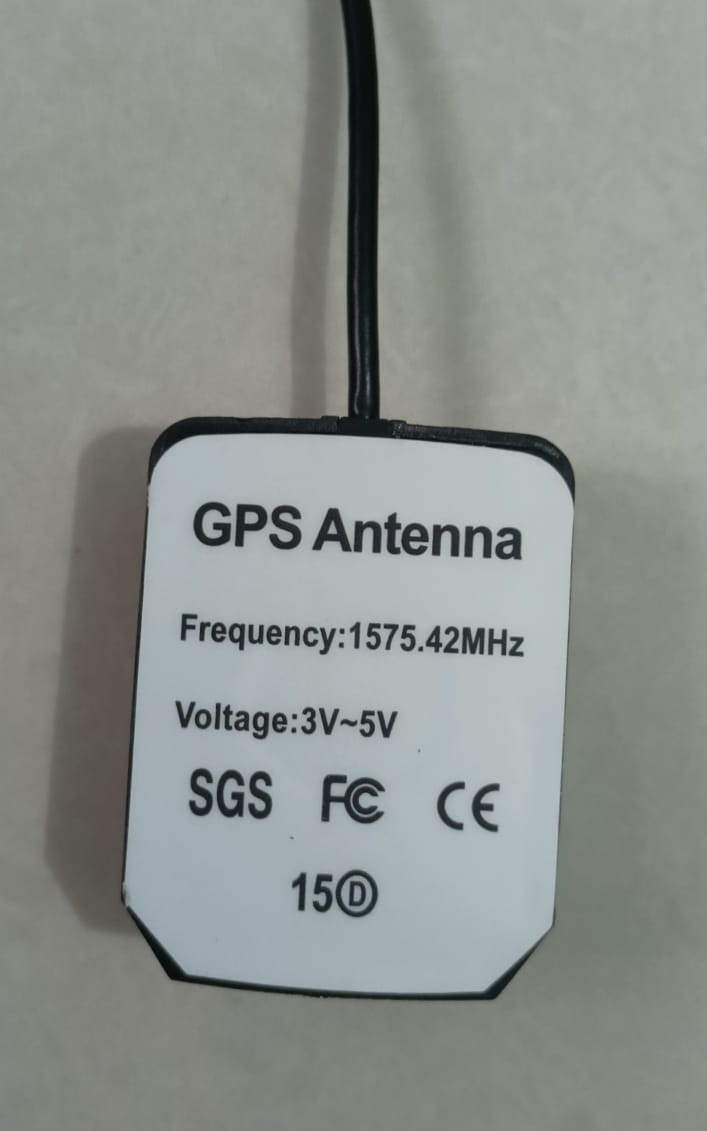 GPS Antenna
Frequency:1575.42MHz
Voltage:3V~5V
SGS FC CE
15Ⓓ